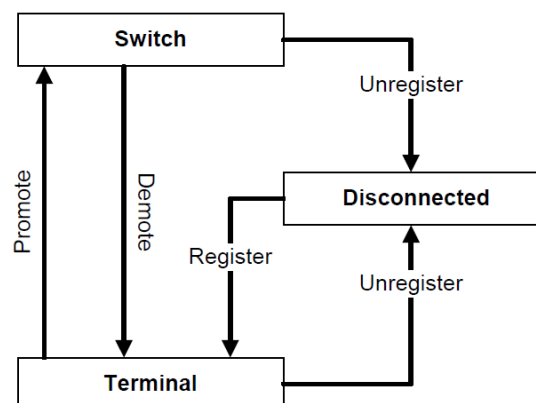 Switch
Unregister
Promote
Demote
Disconnected
Register
Unregister
Terminal